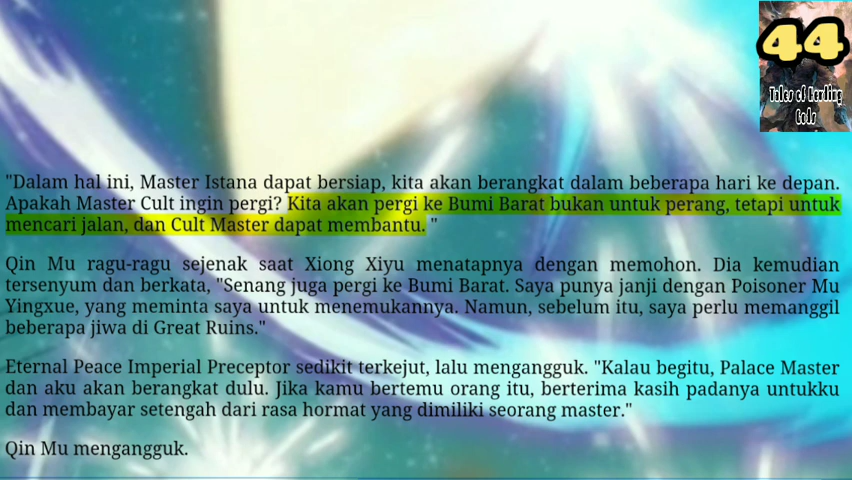 44
Tales of Herding
Gods
"Dalam hal ini, Master Istana dapat bersiap, kita akan berangkat dalam beberapa hari ke depan.
Apakah Master Cult ingin pergi? Kita akan pergi ke Bumi Barat bukan untuk perang, tetapi untuk
mencari jalan, dan Cult Master dapat membantu. "
Qin Mu ragu-ragu sejenak saat Xiong Xiyu menatapnya dengan memohon. Dia kemudian
tersenyum dan berkata, "Senang juga pergi ke Bumi Barat. Saya punya janji dengan Poisoner Mu
Yingxue, yang meminta saya untuk menemukannya. Namun, sebelum itu, saya perlu memanggil
beberapa jiwa di Great Ruins."
Eternal Peace Imperial Preceptor sedikit terkejut, lalu mengangguk. "Kalau begitu, Palace Master
dan aku akan berangkat dulu. Jika kamu bertemu orang itu, berterima kasih padanya untukku
dan membayar setengah dari rasa hormat yang dimiliki seorang master."
Qin Mu mengangguk.